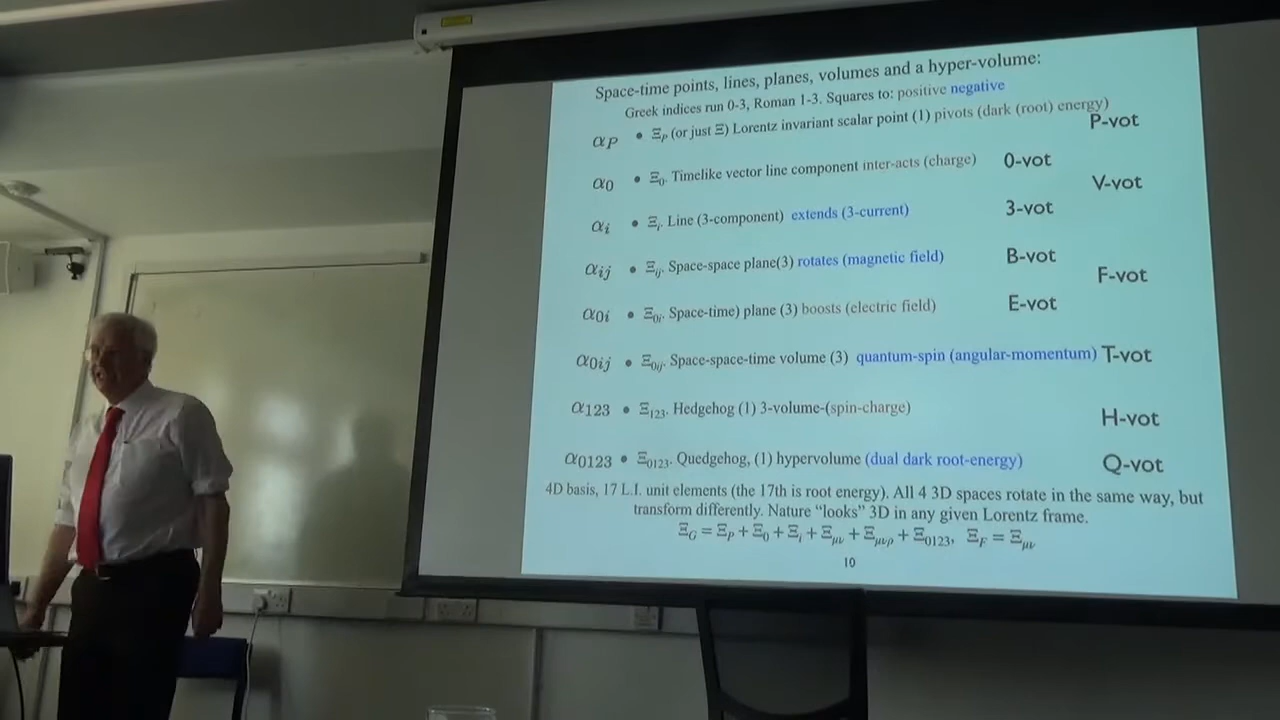 Space-time points, lines, planes, volumes and a hyper-volume:
Greek indices run 0-3, Roman 1-3. Squares to: positive negative
αP • ΞP (or just Ξ) Lorentz invariant scalar point (1) pivots (dark (root) energy) P-vot
α0 • Ξ0. Timelike vector line component inter-acts (charge) 0-vot
V-vot
αi • Ξi. Line (3-component) extends (3-current) 3-vot
αij • Ξij. Space-space plane(3) rotates (magnetic field) B-vot
F-vot
α0i • Ξ0i. Space-time) plane (3) boosts (electric field) E-vot
α0ij • Ξ0ij. Space-space-time volume (3) quantum-spin (angular-momentum) T-vot
α123 • Ξ123. Hedgehog (1) 3-volume-(spin-charge) H-vot
α0123 • Ξ0123. Quedgehog, (1) hypervolume (dual dark root-energy) Q-vot
4D basis, 17 L.I. unit elements (the 17th is root energy). All 4 3D spaces rotate in the same way, but
transform differently. Nature “looks” 3D in any given Lorentz frame.
ΞG = ΞP + Ξ0 + Ξi + Ξμν + Ξμνρ + Ξ0123, ΞF = Ξμν
10